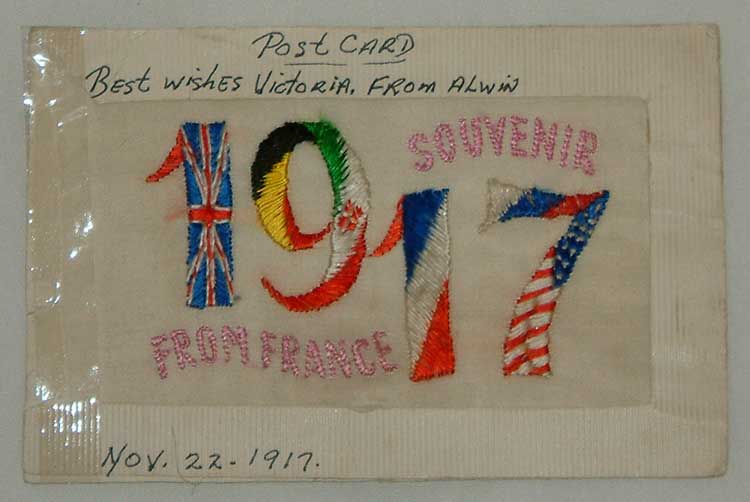 Post CARD
BEST WISHES VICTORIA. FROM ALWIN
SOUVENIR
1917
FROM FRANCE
NOV. 22-1917.